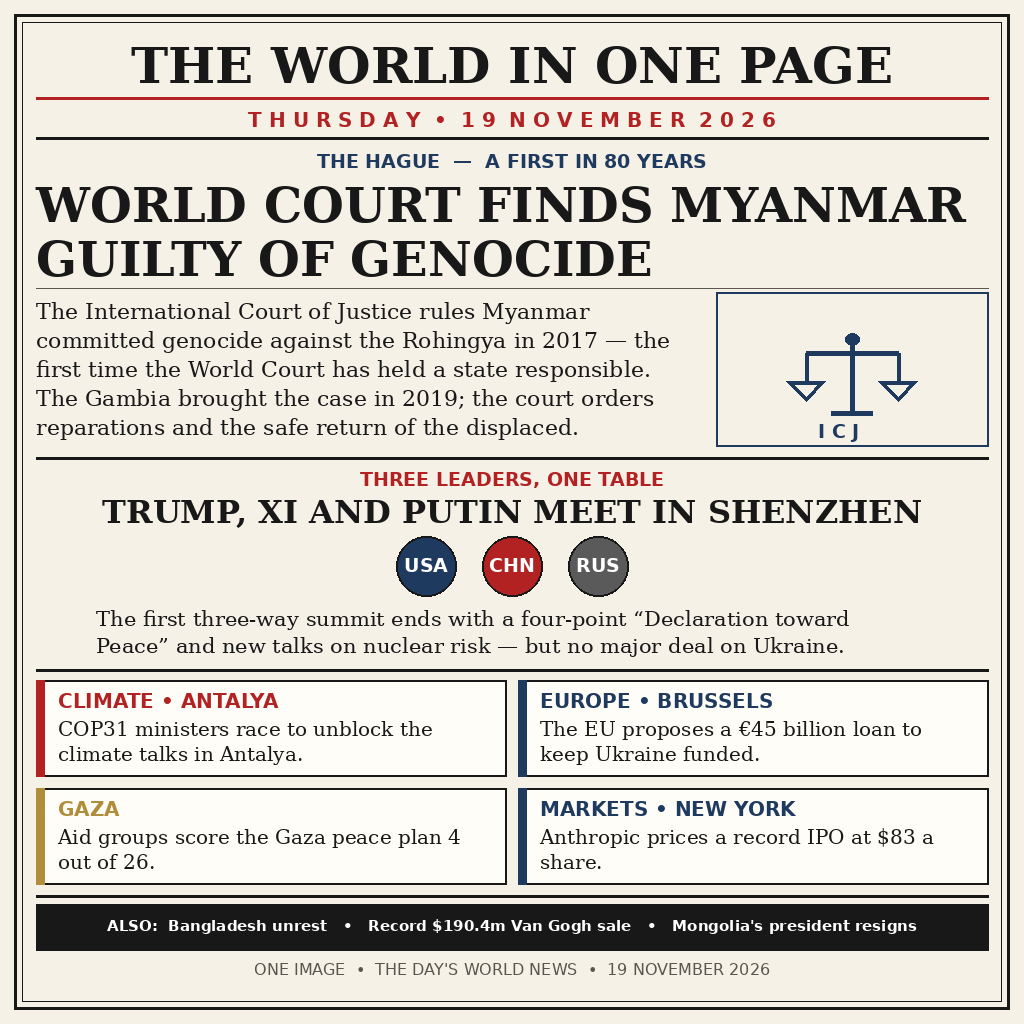 THE WORLD IN ONE PAGE
THURSDAY • 19 NOVEMBER 2026
THE HAGUE — A FIRST IN 80 YEARS
WORLD COURT FINDS MYANMAR
GUILTY OF GENOCIDE
The International Court of Justice rules Myanmar
committed genocide against the Rohingya in 2017 — the
first time the World Court has held a state responsible.
The Gambia brought the case in 2019; the court orders
reparations and the safe return of the displaced.
ICJ
THREE LEADERS, ONE TABLE
TRUMP, XI AND PUTIN MEET IN SHENZHEN
USA CHN RUS
The first three-way summit ends with a four-point “Declaration toward
Peace” and new talks on nuclear risk — but no major deal on Ukraine.
CLIMATE • ANTALYA
COP31 ministers race to unblock the
climate talks in Antalya.
EUROPE • BRUSSELS
The EU proposes a €45 billion loan to
keep Ukraine funded.
GAZA
Aid groups score the Gaza peace plan 4
out of 26.
MARKETS • NEW YORK
Anthropic prices a record IPO at $83 a
share.
ALSO: Bangladesh unrest • Record $190.4m Van Gogh sale • Mongolia's president resigns
ONE IMAGE • THE DAY'S WORLD NEWS • 19 NOVEMBER 2026